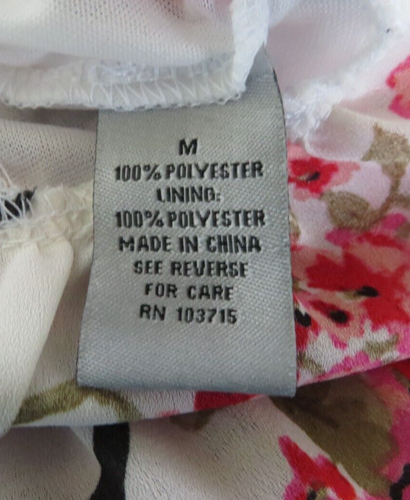 M
100% POLYESTER
LINING:
100% POLYESTER
MADE IN CHINA
SEE REVERSE
FOR CARE
RN 103715